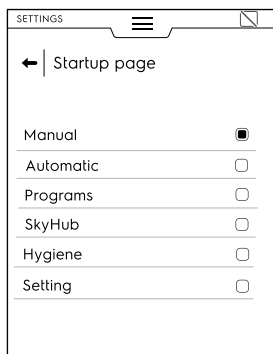 SETTINGS
Startup page
Manual
Automatic
Programs
SkyHub
Hygiene
Setting